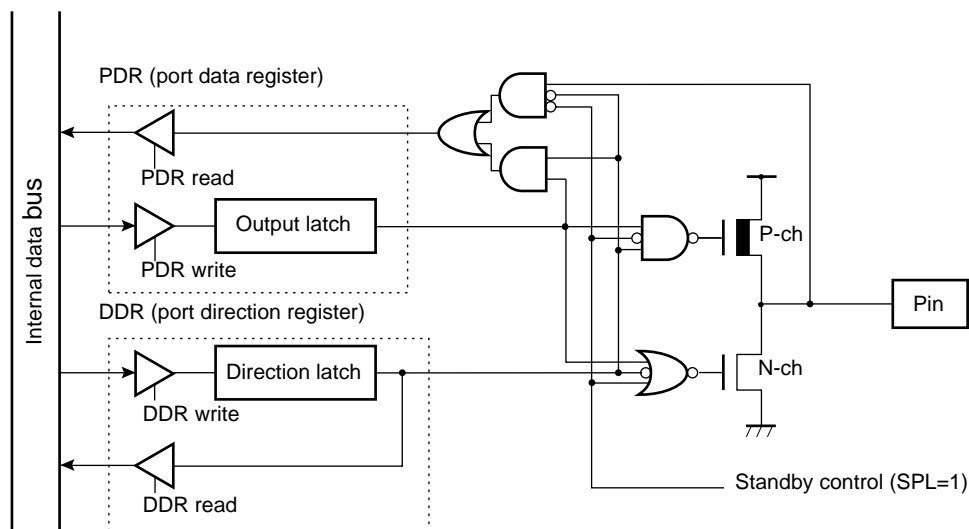 PDR (port data register)
PDR read
Output latch
PDR write
P-ch
Pin
DDR (port direction register)
Direction latch
N-ch
DDR write
DDR read
Standby control (SPL=1)
Internal data bus